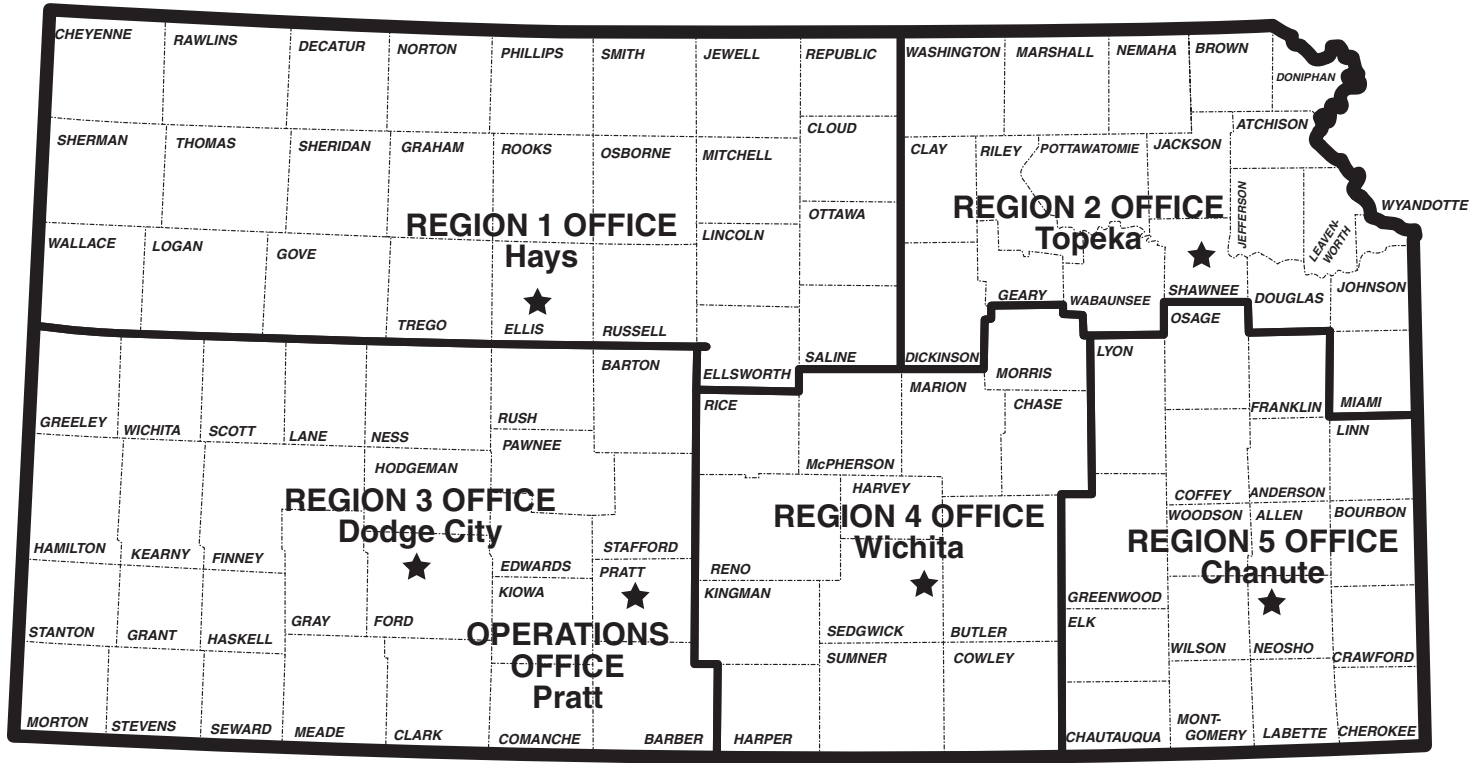 CHEYENNE
RAWLINS
DECATUR
NORTON
PHILLIPS
SMITH
JEWELL
REPUBLIC
WASHINGTON
MARSHALL
NEMAHA
BROWN
DONIPHAN
SHERMAN
THOMAS
SHERIDAN
GRAHAM
ROOKS
OSBORNE
MITCHELL
CLOUD
CLAY
RILEY
POTTAWATOMIE
JACKSON
ATCHISON
WALLACE
LOGAN
GOVE
REGION 1 OFFICE
Hays
LINCOLN
OTTAWA
REGION 2 OFFICE
Topeka
JEFFERSON
LEAVEN-
WORTH
WYANDOTTE
TREGO
ELLIS
RUSSELL
ELLSWORTH
SALINE
DICKINSON
GEARY
WABAUNSEE
SHAWNEE
DOUGLAS
JOHNSON
GREELEY
WICHITA
SCOTT
LANE
NESS
RUSH
BARTON
PAWNEE
HODGEMAN
RICE
McPHERSON
MARION
MORRIS
CHASE
LYON
OSAGE
FRANKLIN
MIAMI
LINN
REGION 3 OFFICE
Dodge City
HAMILTON
KEARNY
FINNEY
EDWARDS
KIOWA
STAFFORD
PRATT
RENO
KINGMAN
HARVEY
REGION 4 OFFICE
Wichita
COFFEY
ANDERSON
WOODSON
ALLEN
BOURBON
REGION 5 OFFICE
Chanute
STANTON
GRANT
HASKELL
GRAY
FORD
OPERATIONS
OFFICE
Pratt
SEDGWICK
BUTLER
SUMNER
COWLEY
GREENWOOD
ELK
WILSON
NEOSHO
CRAWFORD
MORTON
STEVENS
SEWARD
MEADE
CLARK
COMANCHE
BARBER
HARPER
CHAUTAUQUA
MONT-
GOMERY
LABETTE
CHEROKEE